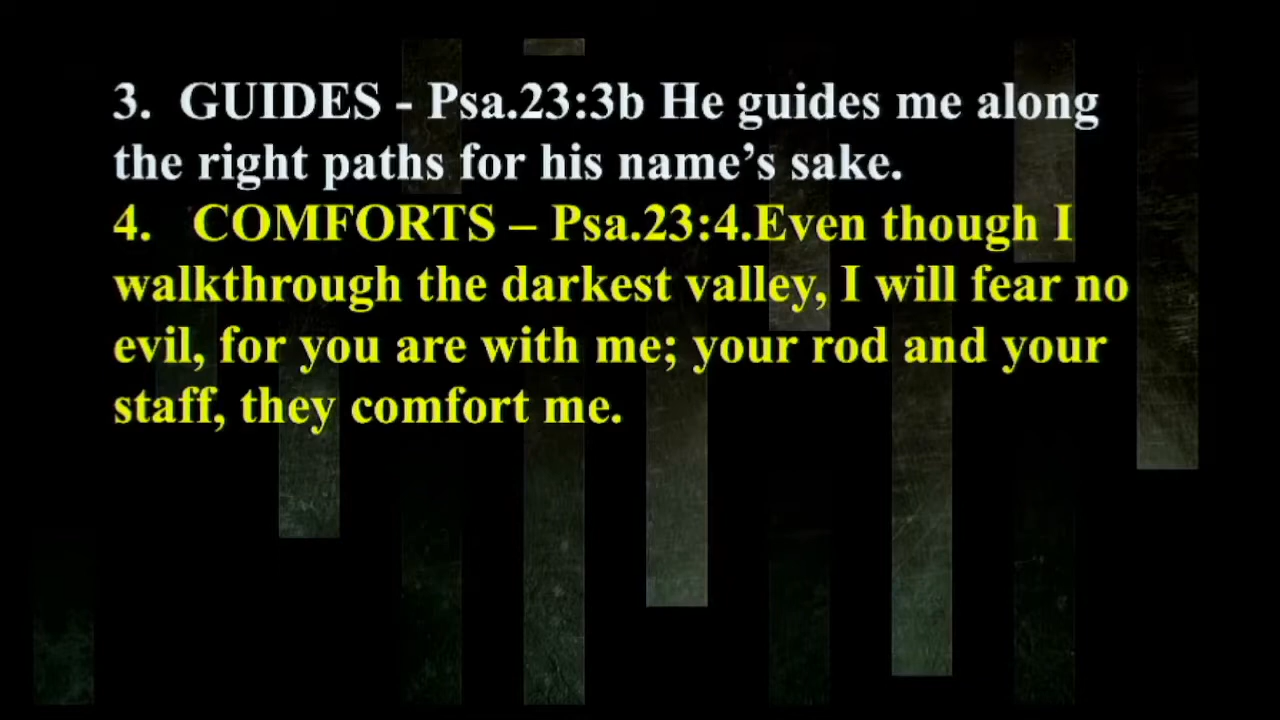 3.  GUIDES - Psa.23:3b He guides me along
the right paths for his name’s sake.
4.   COMFORTS – Psa.23:4.Even though I
walkthrough the darkest valley, I will fear no
evil, for you are with me; your rod and your
staff, they comfort me.